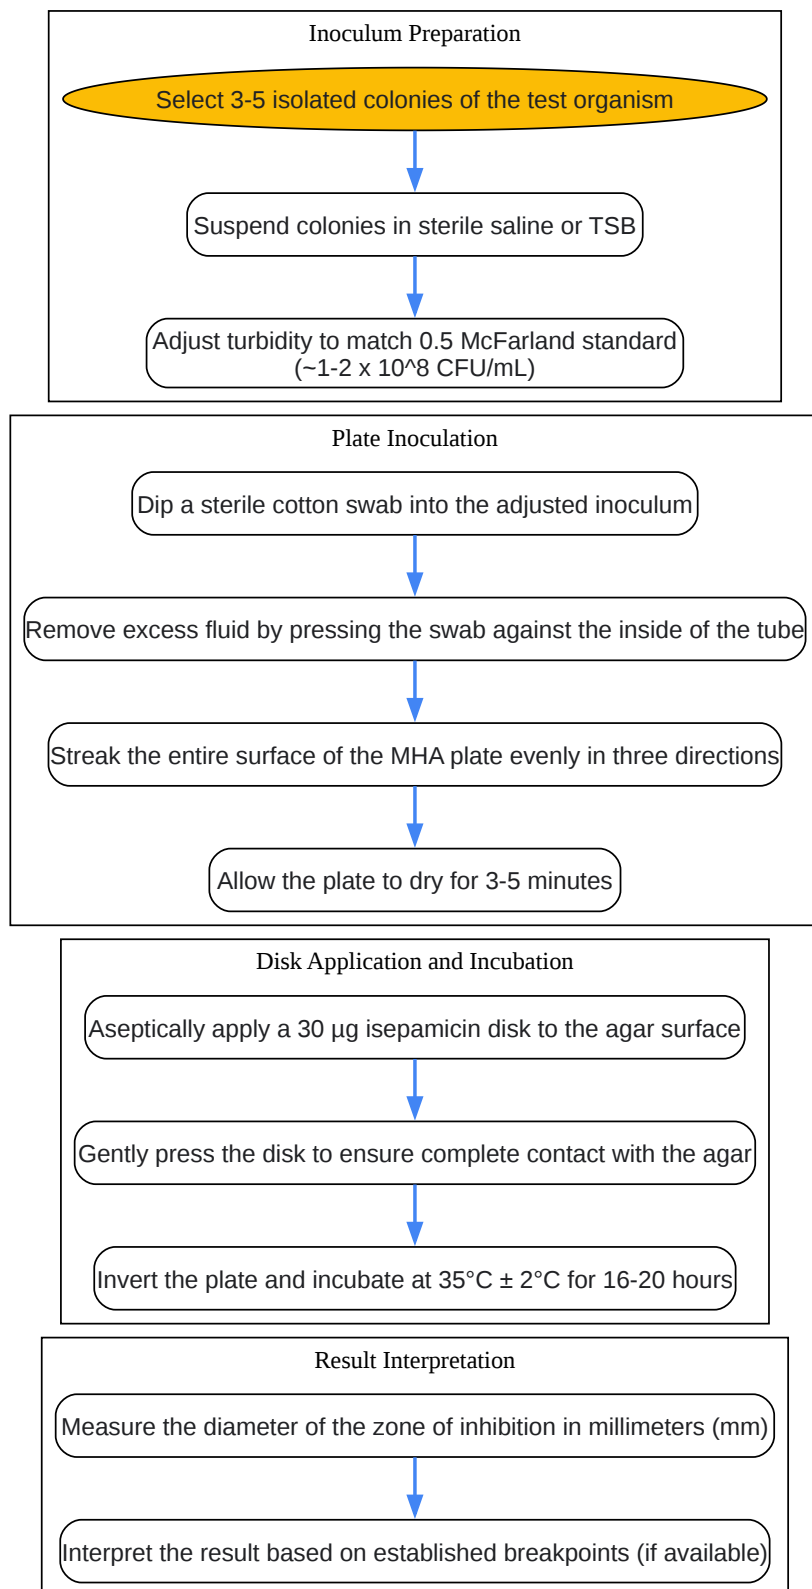 Inoculum Preparation
Select 3-5 isolated colonies of the test organism
Suspend colonies in sterile saline or TSB
Adjust turbidity to match 0.5 McFarland standard
(~1-2 x 10^8 CFU/mL)
Plate Inoculation
Dip a sterile cotton swab into the adjusted inoculum
Remove excess fluid by pressing the swab against the inside of the tube
Streak the entire surface of the MHA plate evenly in three directions
Allow the plate to dry for 3-5 minutes
Disk Application and Incubation
Aseptically apply a 30 µg isepamicin disk to the agar surface
Gently press the disk to ensure complete contact with the agar
Invert the plate and incubate at 35°C ± 2°C for 16-20 hours
Result Interpretation
Measure the diameter of the zone of inhibition in millimeters (mm)
Interpret the result based on established breakpoints (if available)